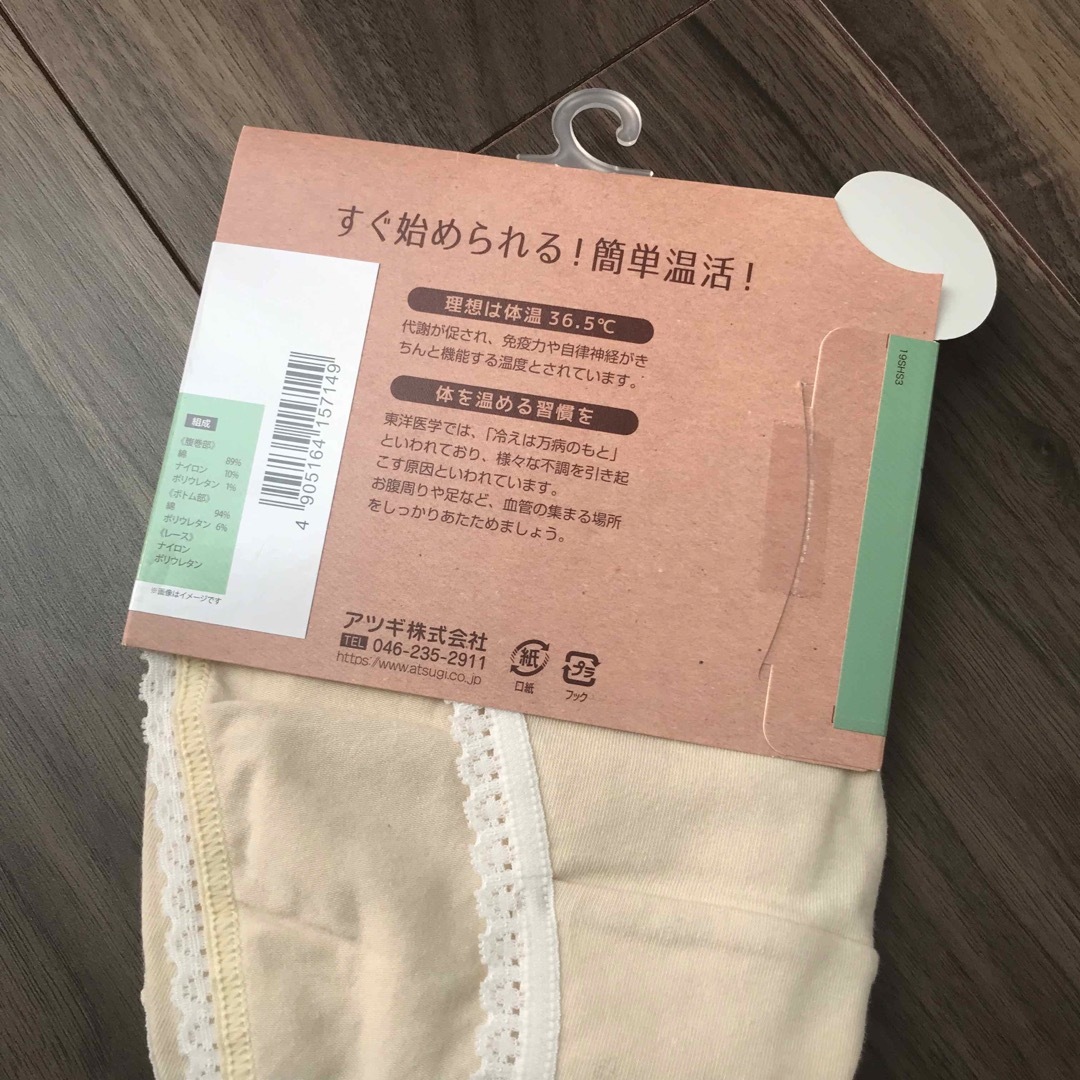 すぐ始められる!簡単温活!
理想は体温 36.5℃
代謝が促され、免疫力や自律神経がき
ちんと機能する温度とされています。
体を温める習慣を
東洋医学では、「冷えは万病のもと」
といわれており、様々な不調を引き起
こす原因といわれています。
お腹周りや足など、血管の集まる場所
をしっかりあたためましょう。
アツギ株式会社
TEL 046-235-2911
https://www.atsugi.co.jp
紙
口紙
プラ
フック
組成
《腹巻部》
綿 89%
ナイロン 10%
ポリウレタン 1%
《ボトム部》
綿 94%
ポリウレタン 6%
《レース》
ナイロン
ポリウレタン
※画像はイメージです
4 905164 157149
19SHS3